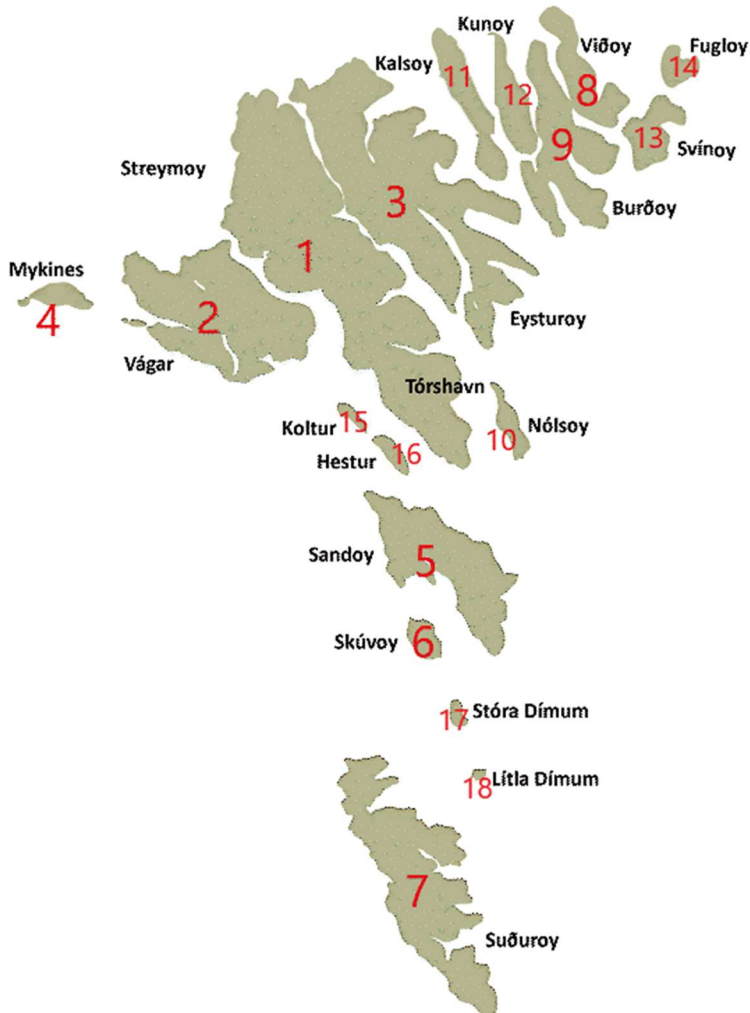 Kunoy
Viðoy
Fugloy
Kalsoy
11
12
8
14
9
13
Svínoy
Streymoy
3
Burðoy
1
Mykines
4
2
Eysturoy
Vágar
Tórshavn
Koltur
15
10
Nólsoy
Hestur
16
Sandoy
5
Skúvoy
6
17
Stóra Dímum
18
Lítla Dímum
7
Suðuroy